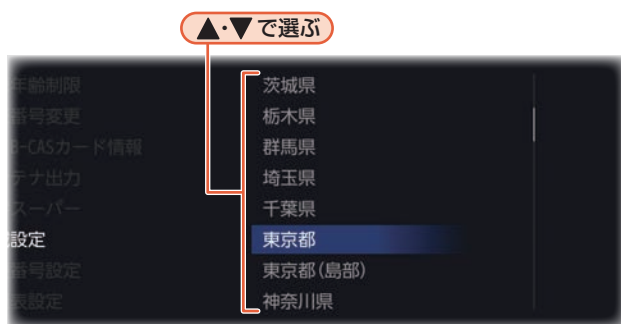 ▲・▼で選ぶ
年齢制限
番号変更
B-CASカード情報
テナ出力
スーパー
設定
番号設定
表設定
茨城県
栃木県
群馬県
埼玉県
千葉県
東京都
東京都(島部)
神奈川県